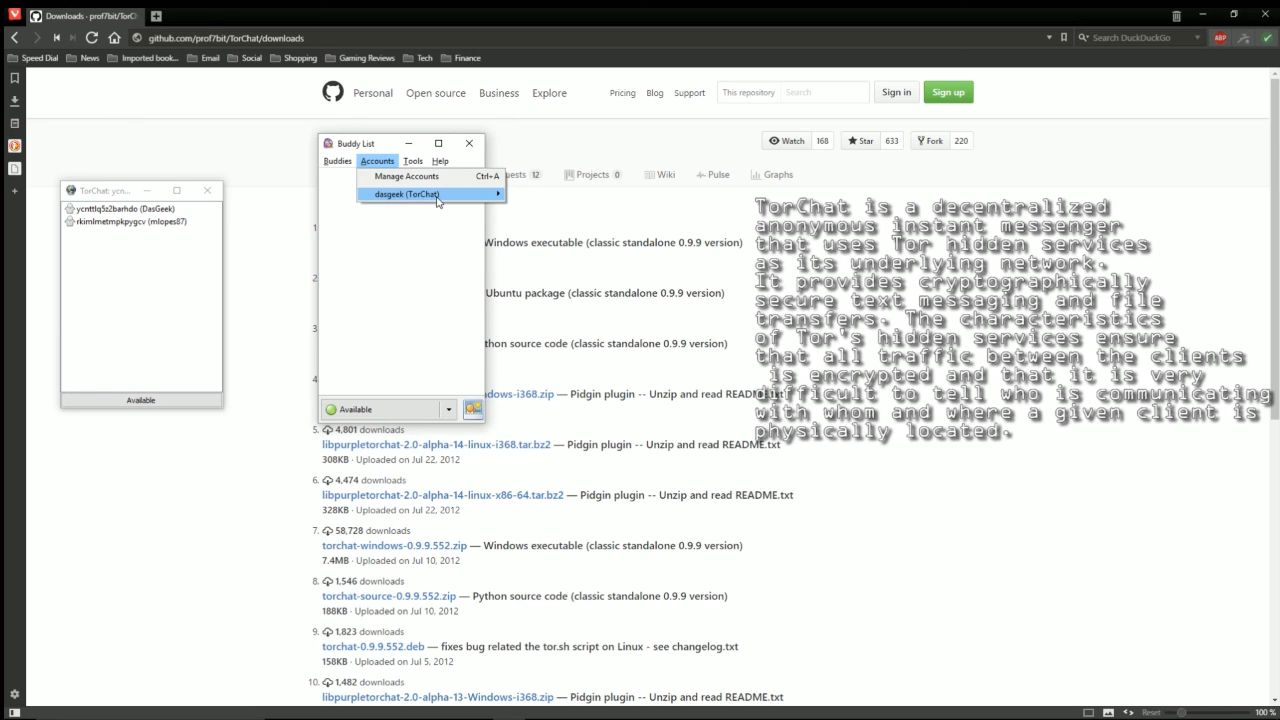 Downloads · prof7bit/TorChat
github.com/prof7bit/TorChat/downloads
Search DuckDuckGo
ABP
Speed Dial
News
Imported book...
Email
Social
Shopping
Gaming Reviews
Tech
Finance
Personal
Open source
Business
Explore
Pricing
Blog
Support
This repository
Search
Sign in
Sign up
Watch 168
Star 633
Fork 220
Buddy List
Buddies
Accounts
Tools
Help
Manage Accounts Ctrl+A
dasgeek (TorChat)
uests 12
Projects 0
Wiki
Pulse
Graphs
TorChat: ycn...
ycnttlq5z2barhdo (DasGeek)
rkimlmetmpkpygcv (mlopes87)
Available
Available
1
Windows executable (classic standalone 0.9.9 version)
2
Ubuntu package (classic standalone 0.9.9 version)
3
thon source code (classic standalone 0.9.9 version)
4
dows-i368.zip — Pidgin plugin -- Unzip and read README.txt
5. 4,801 downloads
libpurpletorchat-2.0-alpha-14-linux-i368.tar.bz2 — Pidgin plugin -- Unzip and read README.txt
308KB · Uploaded on Jul 22, 2012
6. 4,474 downloads
libpurpletorchat-2.0-alpha-14-linux-x86-64.tar.bz2 — Pidgin plugin -- Unzip and read README.txt
328KB · Uploaded on Jul 22, 2012
7. 58,728 downloads
torchat-windows-0.9.9.552.zip — Windows executable (classic standalone 0.9.9 version)
7.4MB · Uploaded on Jul 10, 2012
8. 1,546 downloads
torchat-source-0.9.9.552.zip — Python source code (classic standalone 0.9.9 version)
188KB · Uploaded on Jul 10, 2012
9. 1,823 downloads
torchat-0.9.9.552.deb — fixes bug related the tor.sh script on Linux - see changelog.txt
158KB · Uploaded on Jul 5, 2012
10. 1,482 downloads
libpurpletorchat-2.0-alpha-13-Windows-i368.zip — Pidgin plugin -- Unzip and read README.txt
TorChat is a decentralized
anonymous instant messenger
that uses Tor hidden services
as its underlying network.
It provides cryptographically
secure text messaging and file
transfers. The characteristics
of Tor's hidden services ensure
that all traffic between the clients
is encrypted and that it is very
difficult to tell who is communicating
with whom and where a given client is
physically located.
Reset
100 %